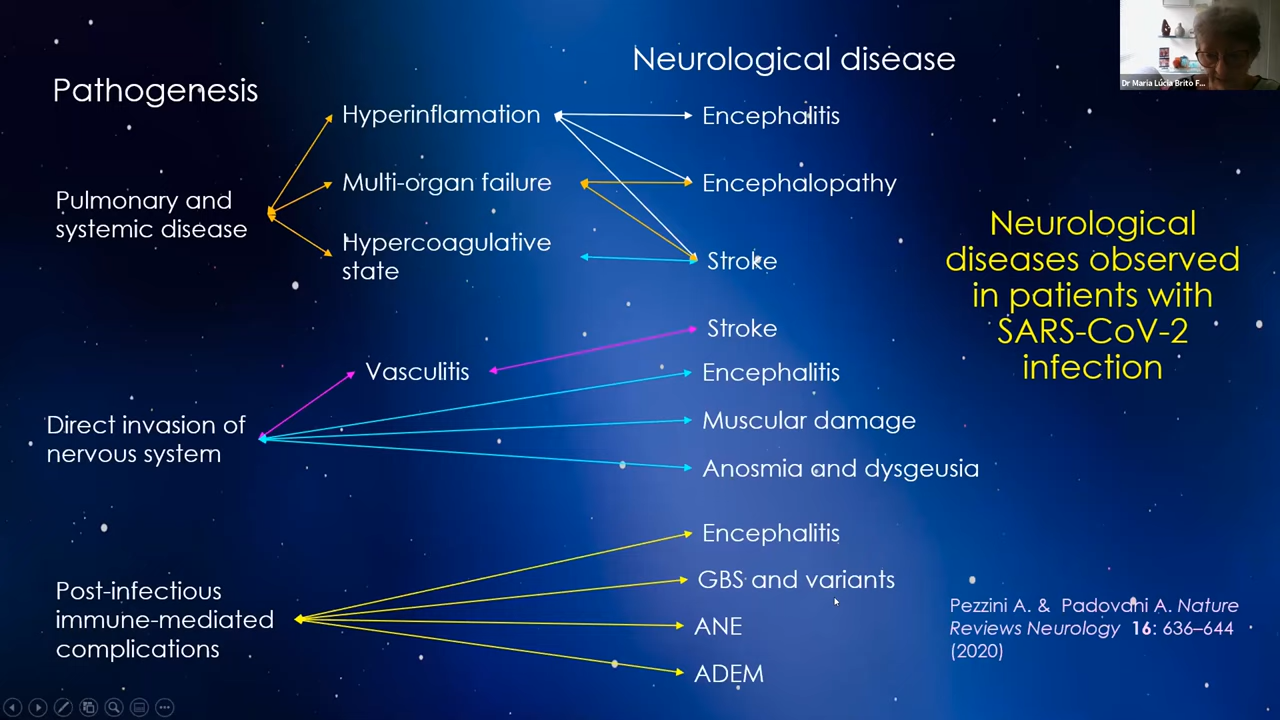 Pathogenesis
Neurological disease
Dr Maria Lúcia Brito F...
Pulmonary and
systemic disease
Hyperinflamation
Multi-organ failure
Hypercoagulative
state
Encephalitis
Encephalopathy
Stroke
Direct invasion of
nervous system
Vasculitis
Stroke
Encephalitis
Muscular damage
Anosmia and dysgeusia
Post-infectious
immune-mediated
complications
Encephalitis
GBS and variants
ANE
ADEM
Neurological
diseases observed
in patients with
SARS-CoV-2
infection
Pezzini A. & Padovani A. Nature
Reviews Neurology 16: 636–644
(2020)